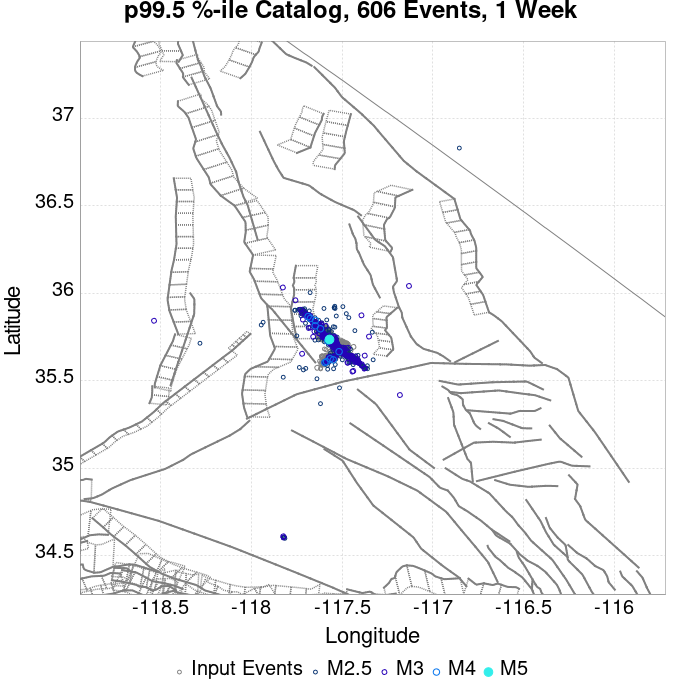 p99.5 %-ile Catalog, 606 Events, 1 Week
37
36.5
36
35.5
35
34.5
Latitude
-118.5 -118 -117.5 -117 -116.5 -116
Longitude
Input Events M2.5 M3 M4 M5